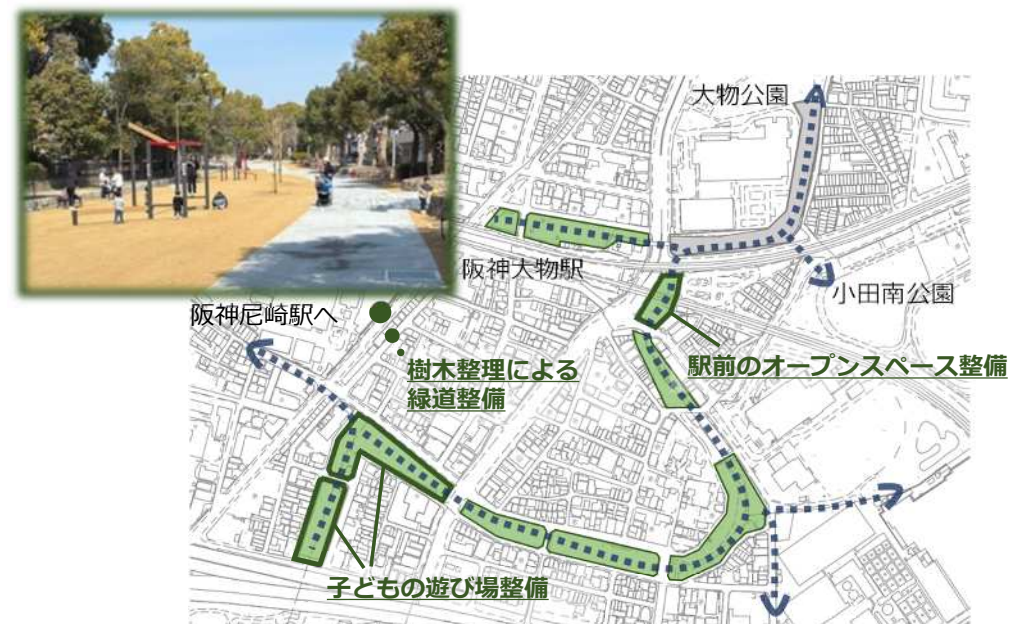 大物公園
阪神大物駅
小田南公園
阪神尼崎駅へ
樹木整理による
緑道整備
駅前のオープンスペース整備
子どもの遊び場整備